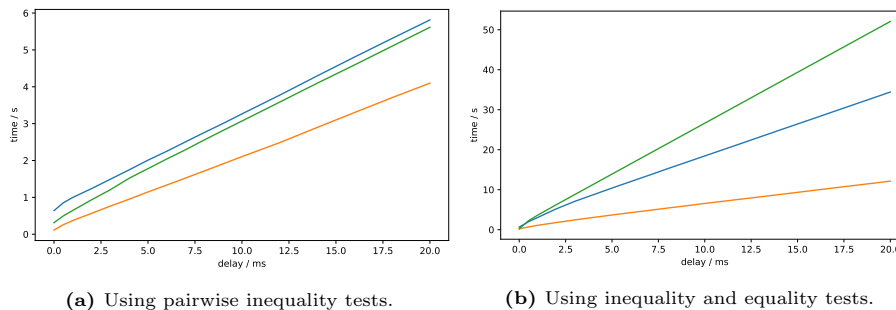 6
5
4
3
2
1
0
time / s
0.0 2.5 5.0 7.5 10.0 12.5 15.0 17.5 20.0
delay / ms
(a) Using pairwise inequality tests.
50
40
30
20
10
0
time / s
0.0 2.5 5.0 7.5 10.0 12.5 15.0 17.5 20.0
delay / ms
(b) Using inequality and equality tests.